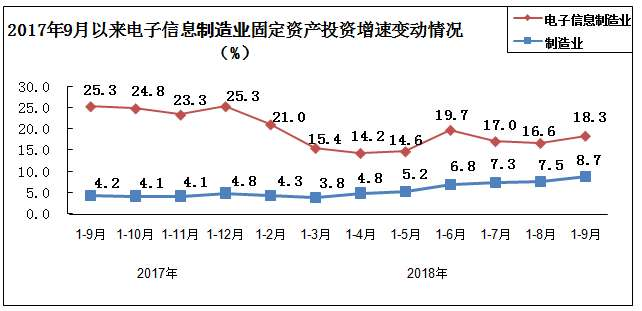 2017年9月以来电子信息制造业固定资产投资增速变动情况
（%）
电子信息制造业
制造业
30.0
25.0
20.0
15.0
10.0
5.0
0.0
25.3 24.8 23.3 25.3 21.0 15.4 14.2 14.6 19.7 17.0 16.6 18.3
4.2 4.1 4.1 4.8 4.3 3.8 4.8 5.2 6.8 7.3 7.5 8.7
1-9月 1-10月 1-11月 1-12月 1-2月 1-3月 1-4月 1-5月 1-6月 1-7月 1-8月 1-9月
2017年 2018年